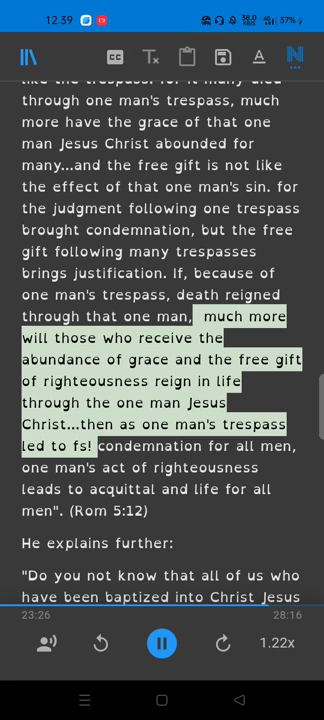 12.39
38.0 KB/S 4G 37%
CC
like the trespass. for if many died
through one man's trespass, much
more have the grace of that one
man Jesus Christ abounded for
many...and the free gift is not like
the effect of that one man's sin. for
the judgment following one trespass
brought condemnation, but the free
gift following many trespasses
brings justification. If, because of
one man's trespass, death reigned
through that one man, much more
will those who receive the
abundance of grace and the free gift
of righteousness reign in life
through the one man Jesus
Christ...then as one man's trespass
led to fs! condemnation for all men,
one man's act of righteousness
leads to acquittal and life for all
men". (Rom 5:12)
He explains further:
"Do you not know that all of us who
have been baptized into Christ Jesus
23:26 28:16
1.22x